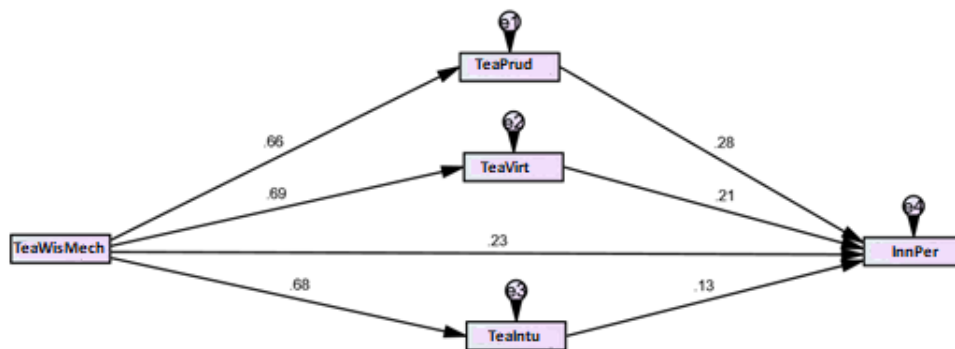 e1
TeaPrud
.66
.28
e2
TeaVirt
.69
.21
e4
TeaWisMech
.23
InnPer
.68
e3
.13
TeaIntu